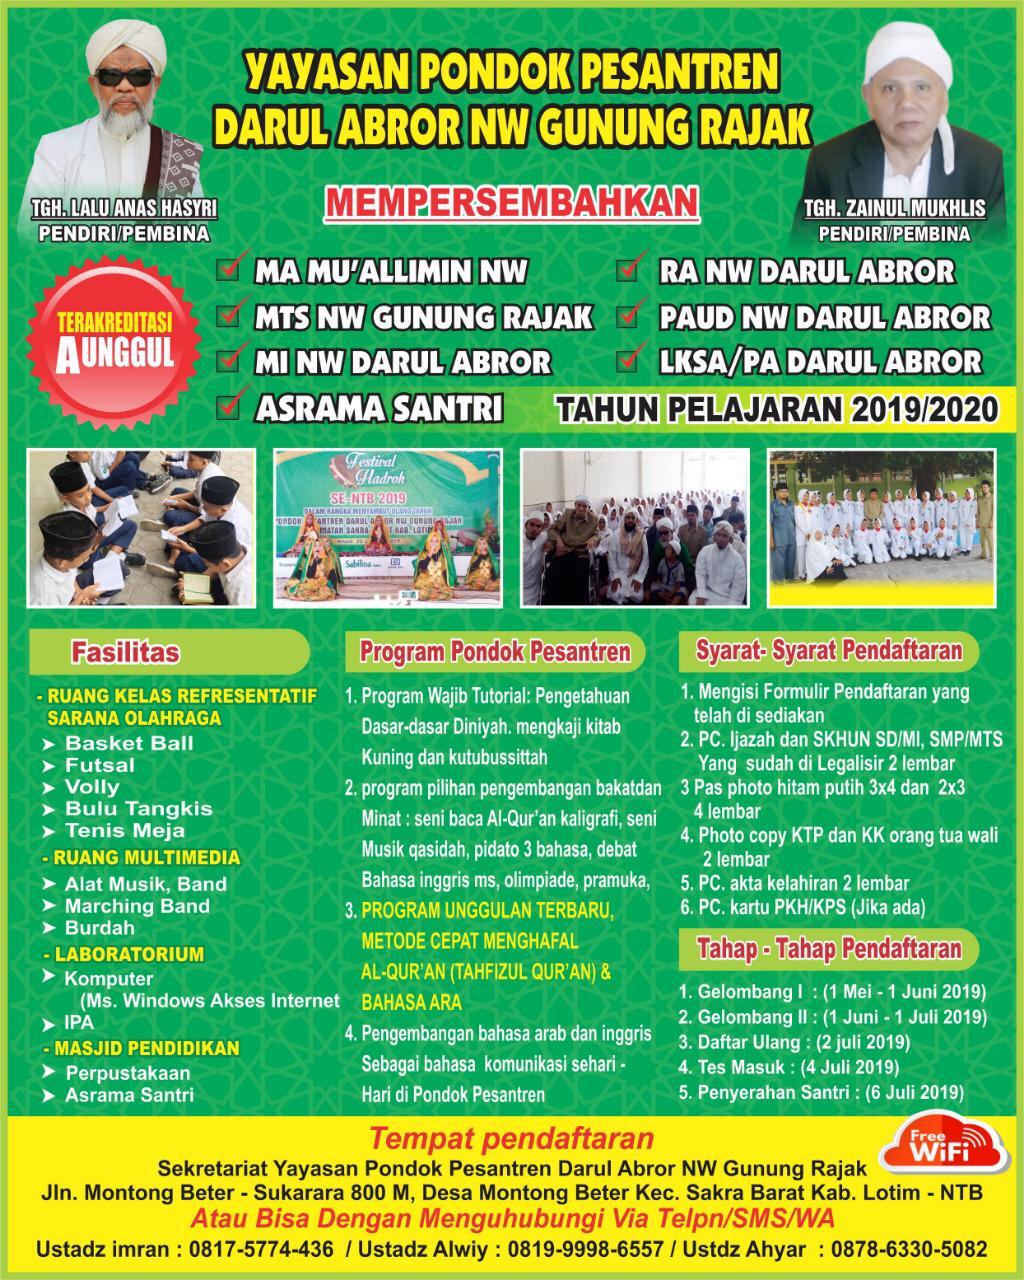 YAYASAN PONDOK PESANTREN
DARUL ABROR NW GUNUNG RAJAK
MEMPERSEMBAHKAN
TGH. LALU ANAS HASYRI
PENDIRI/PEMBINA
TGH. ZAINUL MUKHLIS
PENDIRI/PEMBINA
TERAKREDITASI
A UNGGUL
MA MU'ALLIMIN NW
MTS NW GUNUNG RAJAK
MI NW DARUL ABROR
ASRAMA SANTRI
RA NW DARUL ABROR
PAUD NW DARUL ABROR
LKSA/PA DARUL ABROR
TAHUN PELAJARAN 2019/2020
Festival
Hadrok
SE-NTB 2019
DALAM RANGKA MENYAMBUT ULANG TAHUN
PONDOK PESANTREN DARUL ABROR NW GUNUNG RAJAK
Sabilina
Fasilitas
- RUANG KELAS REFRESENTATIF
SARANA OLAHRAGA
➤ Basket Ball
➤ Futsal
➤ Volly
➤ Bulu Tangkis
➤ Tenis Meja
- RUANG MULTIMEDIA
➤ Alat Musik, Band
➤ Marching Band
➤ Burdah
- LABORATORIUM
➤ Komputer
(Ms. Windows Akses Internet
➤ IPA
- MASJID PENDIDIKAN
➤ Perpustakaan
➤ Asrama Santri
Program Pondok Pesantren
1. Program Wajib Tutorial: Pengetahuan
Dasar-dasar Diniyah. mengkaji kitab
Kuning dan kutubussittah
2. program pilihan pengembangan bakatdan
Minat : seni baca Al-Qur'an kaligrafi, seni
Musik qasidah, pidato 3 bahasa, debat
Bahasa inggris ms, olimpiade, pramuka,
3. PROGRAM UNGGULAN TERBARU,
METODE CEPAT MENGHAFAL
AL-QUR'AN (TAHFIZUL QUR'AN) &
BAHASA ARA
4. Pengembangan bahasa arab dan inggris
Sebagai bahasa komunikasi sehari -
Hari di Pondok Pesantren
Syarat- Syarat Pendaftaran
1. Mengisi Formulir Pendaftaran yang
telah di sediakan
2. PC. Ijazah dan SKHUN SD/MI, SMP/MTS
Yang sudah di Legalisir 2 lembar
3 Pas photo hitam putih 3x4 dan 2x3
4 lembar
4. Photo copy KTP dan KK orang tua wali
2 lembar
5. PC. akta kelahiran 2 lembar
6. PC. kartu PKH/KPS (Jika ada)
Tahap - Tahap Pendaftaran
1. Gelombang I : (1 Mei - 1 Juni 2019)
2. Gelombang II : (1 Juni - 1 Juli 2019)
3. Daftar Ulang : (2 juli 2019)
4. Tes Masuk : (4 Juli 2019)
5. Penyerahan Santri : (6 Juli 2019)
Free
WiFi
Tempat pendaftaran
Sekretariat Yayasan Pondok Pesantren Darul Abror NW Gunung Rajak
Jln. Montong Beter - Sukarara 800 M, Desa Montong Beter Kec. Sakra Barat Kab. Lotim - NTB
Atau Bisa Dengan Menguhubungi Via Telpn/SMS/WA
Ustadz imran : 0817-5774-436 / Ustadz Alwiy : 0819-9998-6557 / Ustdz Ahyar : 0878-6330-5082